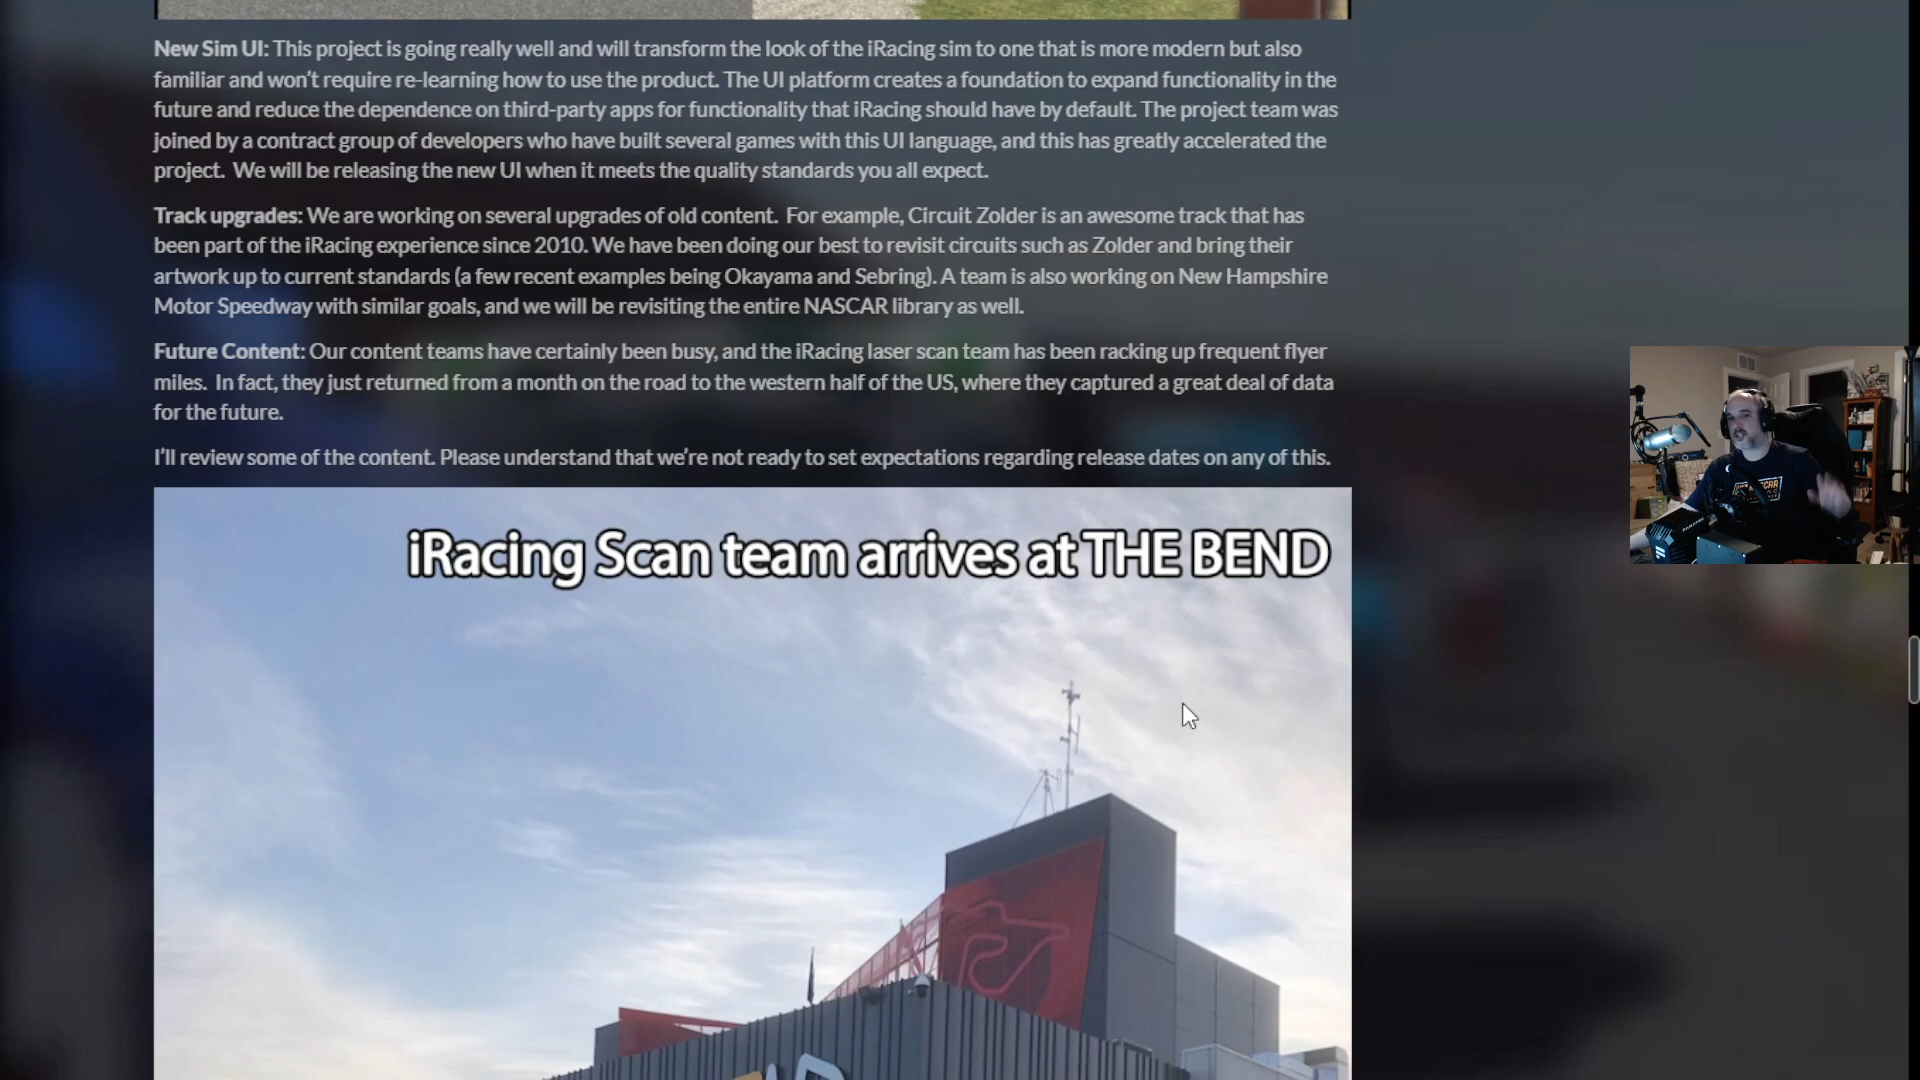 New Sim UI: This project is going really well and will transform the look of the iRacing sim to one that is more modern but also
familiar and won't require re-learning how to use the product. The UI platform creates a foundation to expand functionality in the
future and reduce the dependence on third-party apps for functionality that iRacing should have by default. The project team was
joined by a contract group of developers who have built several games with this UI language, and this has greatly accelerated the
project.  We will be releasing the new UI when it meets the quality standards you all expect.
Track upgrades: We are working on several upgrades of old content.  For example, Circuit Zolder is an awesome track that has
been part of the iRacing experience since 2010. We have been doing our best to revisit circuits such as Zolder and bring their
artwork up to current standards (a few recent examples being Okayama and Sebring). A team is also working on New Hampshire
Motor Speedway with similar goals, and we will be revisiting the entire NASCAR library as well.
Future Content: Our content teams have certainly been busy, and the iRacing laser scan team has been racking up frequent flyer
miles.  In fact, they just returned from a month on the road to the western half of the US, where they captured a great deal of data
for the future.
I'll review some of the content. Please understand that we're not ready to set expectations regarding release dates on any of this.
iRacing Scan team arrives at THE BEND